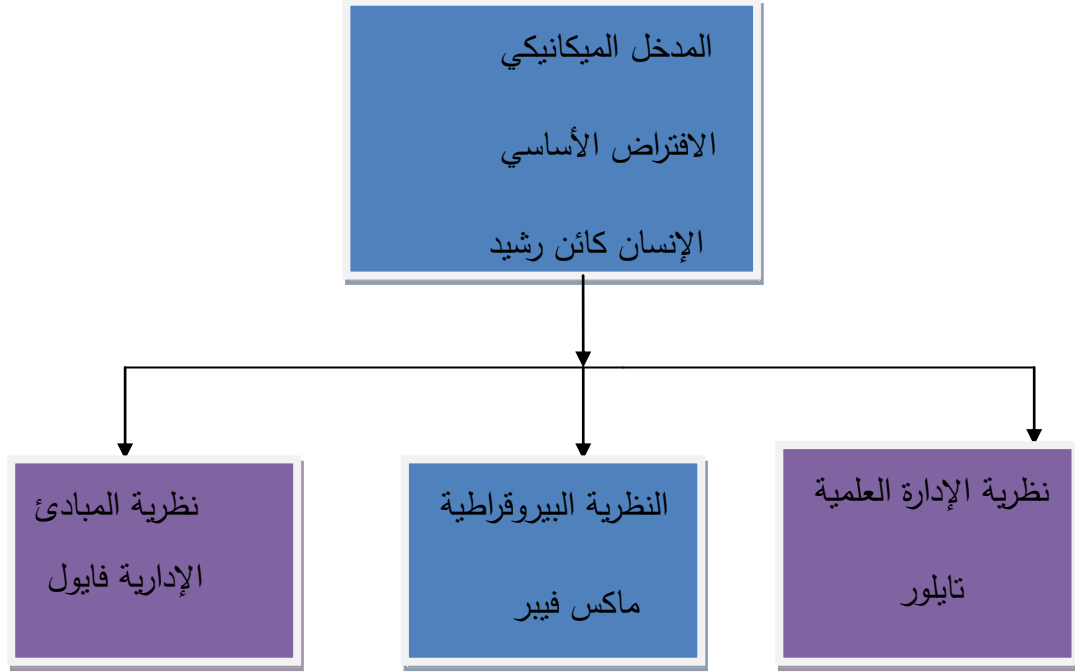 المدخل الميكانيكي
الافتراض الأساسي
الإنسان كائن رشيد
نظرية الإدارة العلمية
تايلور
النظرية البيروقراطية
ماكس فيبر
نظرية المبادئ
الإدارية فايول